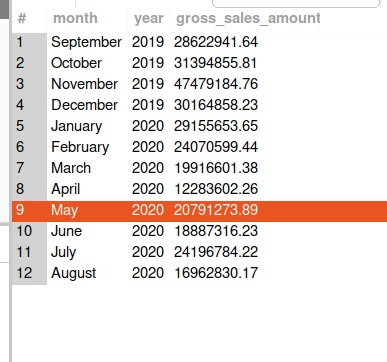 # month year gross_sales_amount
1 September 2019 28622941.64
2 October 2019 31394855.81
3 November 2019 47479184.76
4 December 2019 30164858.23
5 January 2020 29155653.65
6 February 2020 24070599.44
7 March 2020 19916601.38
8 April 2020 12283602.26
9 May 2020 20791273.89
10 June 2020 18887316.23
11 July 2020 24196784.22
12 August 2020 16962830.17